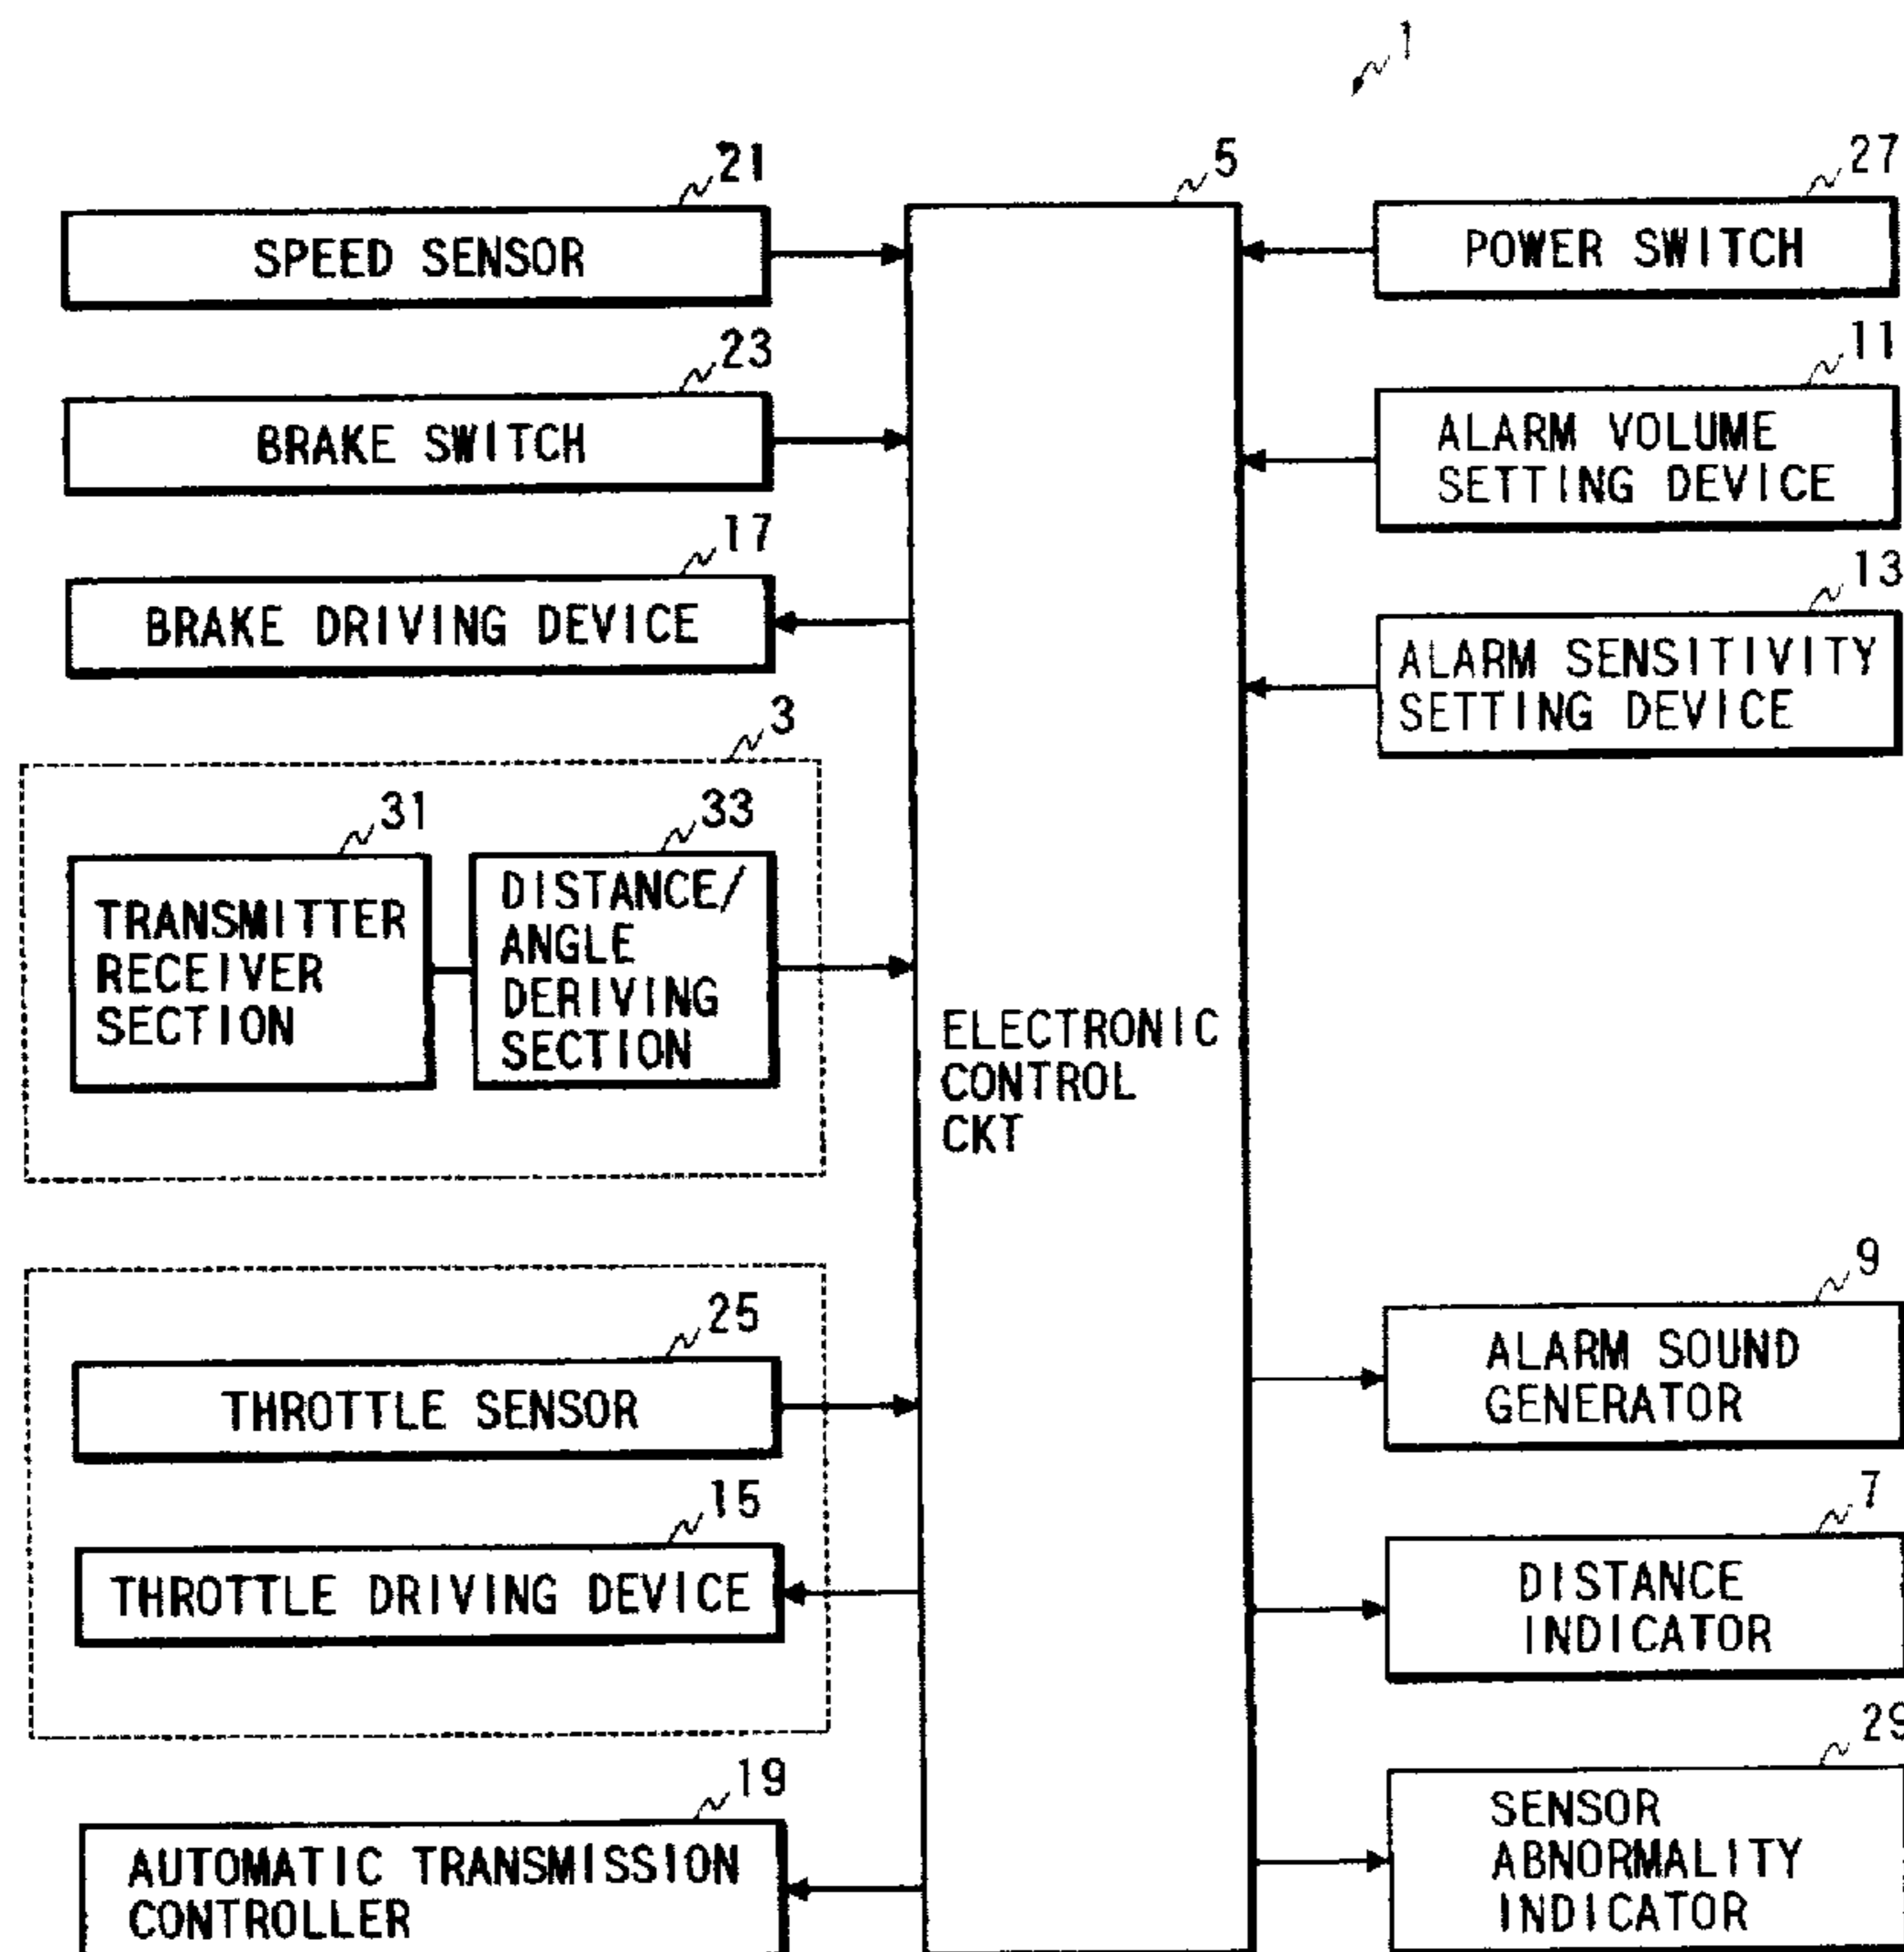 1
21
SPEED SENSOR
23
BRAKE SWITCH
17
BRAKE DRIVING DEVICE
3
31
TRANSMITTER
RECEIVER
SECTION
33
DISTANCE/
ANGLE
DERIVING
SECTION
25
THROTTLE SENSOR
15
THROTTLE DRIVING DEVICE
19
AUTOMATIC TRANSMISSION
CONTROLLER
5
ELECTRONIC
CONTROL
CKT
27
POWER SWITCH
11
ALARM VOLUME
SETTING DEVICE
13
ALARM SENSITIVITY
SETTING DEVICE
9
ALARM SOUND
GENERATOR
7
DISTANCE
INDICATOR
29
SENSOR
ABNORMALITY
INDICATOR